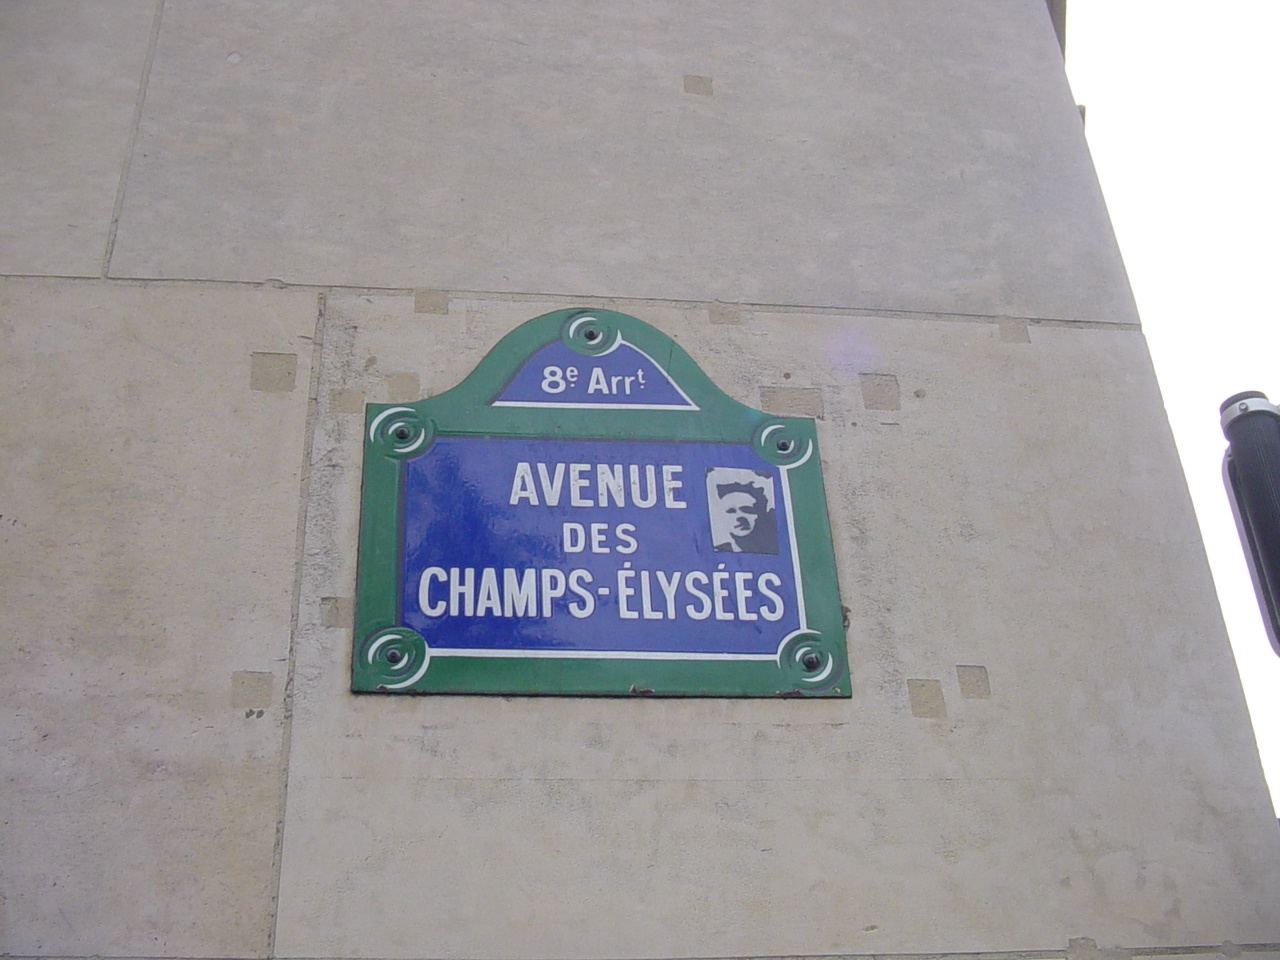 8e Arrt.
AVENUE
DES
CHAMPS-ÉLYSÉES